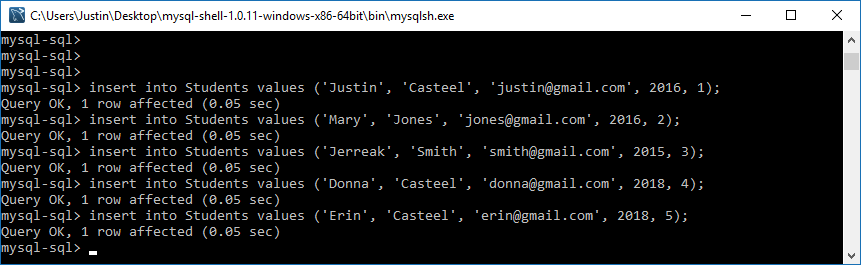 C:\Users\Justin\Desktop\mysql-shell-1.0.11-windows-x86-64bit\bin\mysqlsh.exe
mysql-sql>
mysql-sql>
mysql-sql>
mysql-sql> insert into Students values ('Justin', 'Casteel', 'justin@gmail.com', 2016, 1);
Query OK, 1 row affected (0.05 sec)
mysql-sql> insert into Students values ('Mary', 'Jones', 'jones@gmail.com', 2016, 2);
Query OK, 1 row affected (0.05 sec)
mysql-sql> insert into Students values ('Jerreak', 'Smith', 'smith@gmail.com', 2015, 3);
Query OK, 1 row affected (0.05 sec)
mysql-sql> insert into Students values ('Donna', 'Casteel', 'donna@gmail.com', 2018, 4);
Query OK, 1 row affected (0.05 sec)
mysql-sql> insert into Students values ('Erin', 'Casteel', 'erin@gmail.com', 2018, 5);
Query OK, 1 row affected (0.05 sec)
mysql-sql>